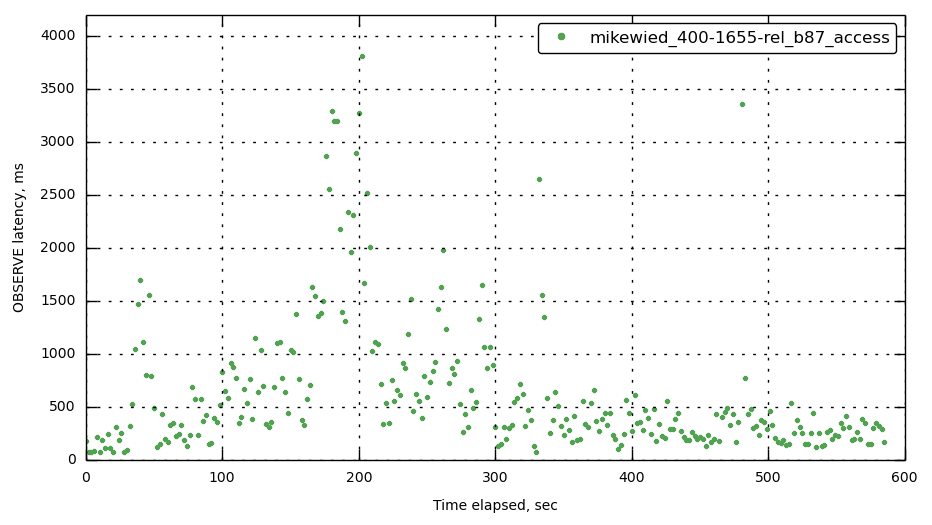 mikewied_400-1655-rel_b87_access
4000
3500
3000
2500
2000
1500
1000
500
0
OBSERVE latency, ms
0 100 200 300 400 500 600
Time elapsed, sec